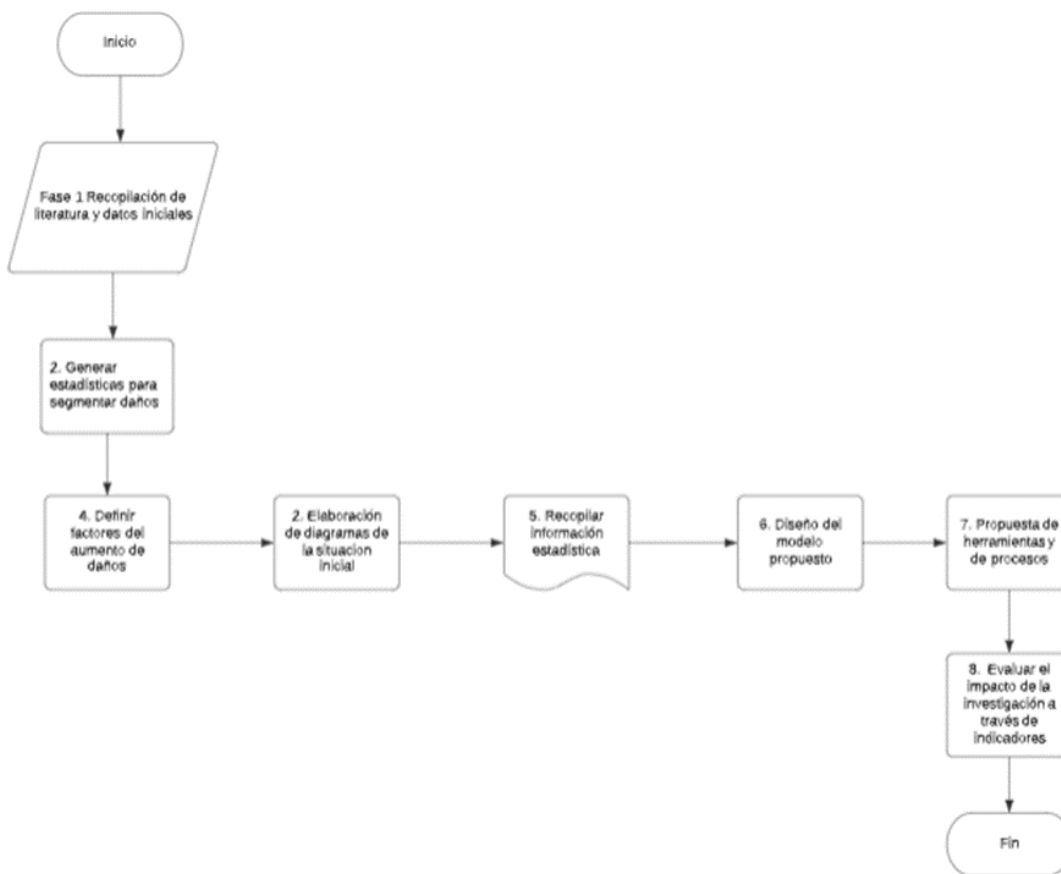 Inicio
Fase 1 Recopilación de
literatura y datos iniciales
2. Generar
estadísticas para
segmentar daños
4. Definir
factores del
aumento de
daños
2. Elaboración
de diagramas de
la situacion
inicial
5. Recopilar
información
estadística
6. Diseño del
modelo
propuesto
7. Propuesta de
herramientas y
de procesos
8. Evaluar el
impacto de la
investigación a
través de
indicadores
Fin